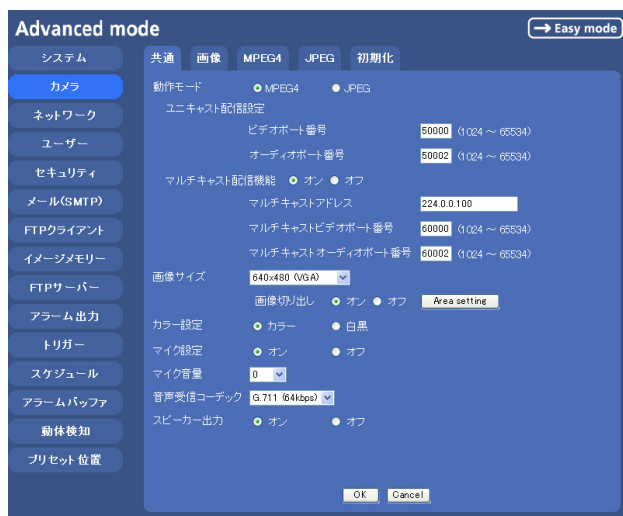 Advanced mode
→ Easy mode
システム
カメラ
ネットワーク
ユーザー
セキュリティ
メール(SMTP)
FTPクライアント
イメージメモリー
FTPサーバー
アラーム出力
トリガー
スケジュール
アラームバッファ
動体検知
プリセット位置
共通 画像 MPEG4 JPEG 初期化
動作モード MPEG4 JPEG
ユニキャスト配信設定
ビデオポート番号 50000 (1024 ～ 65534)
オーディオポート番号 50002 (1024 ～ 65534)
マルチキャスト配信機能 オン オフ
マルチキャストアドレス 224.0.0.100
マルチキャストビデオポート番号 60000 (1024 ～ 65534)
マルチキャストオーディオポート番号 60002 (1024 ～ 65534)
画像サイズ 640x480 (VGA)
画像切り出し オン オフ Area setting
カラー設定 カラー 白黒
マイク設定 オン オフ
マイク音量 0
音声受信コーデック G.711 (64kbps)
スピーカー出力 オン オフ
OK Cancel